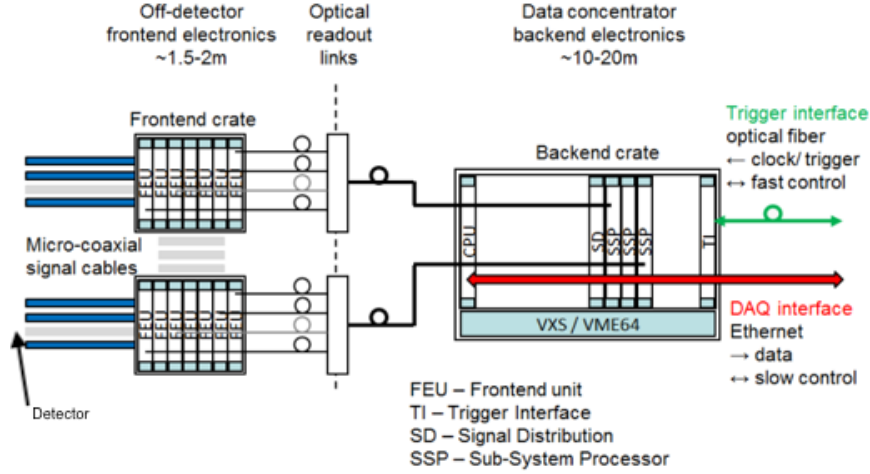 Off-detector
frontend electronics
~1.5-2m
Optical
readout
links
Data concentrator
backend electronics
~10-20m
Frontend crate
FEU FEU FEU FEU FEU FEU FEU
Micro-coaxial
signal cables
FEU FEU FEU FEU FEU FEU FEU
Detector
Backend crate
CPU
SD
SSP
SSP
SSP
TI
VXS / VME64
Trigger interface
optical fiber
← clock/ trigger
↔ fast control
DAQ interface
Ethernet
→ data
↔ slow control
FEU – Frontend unit
TI – Trigger Interface
SD – Signal Distribution
SSP – Sub-System Processor